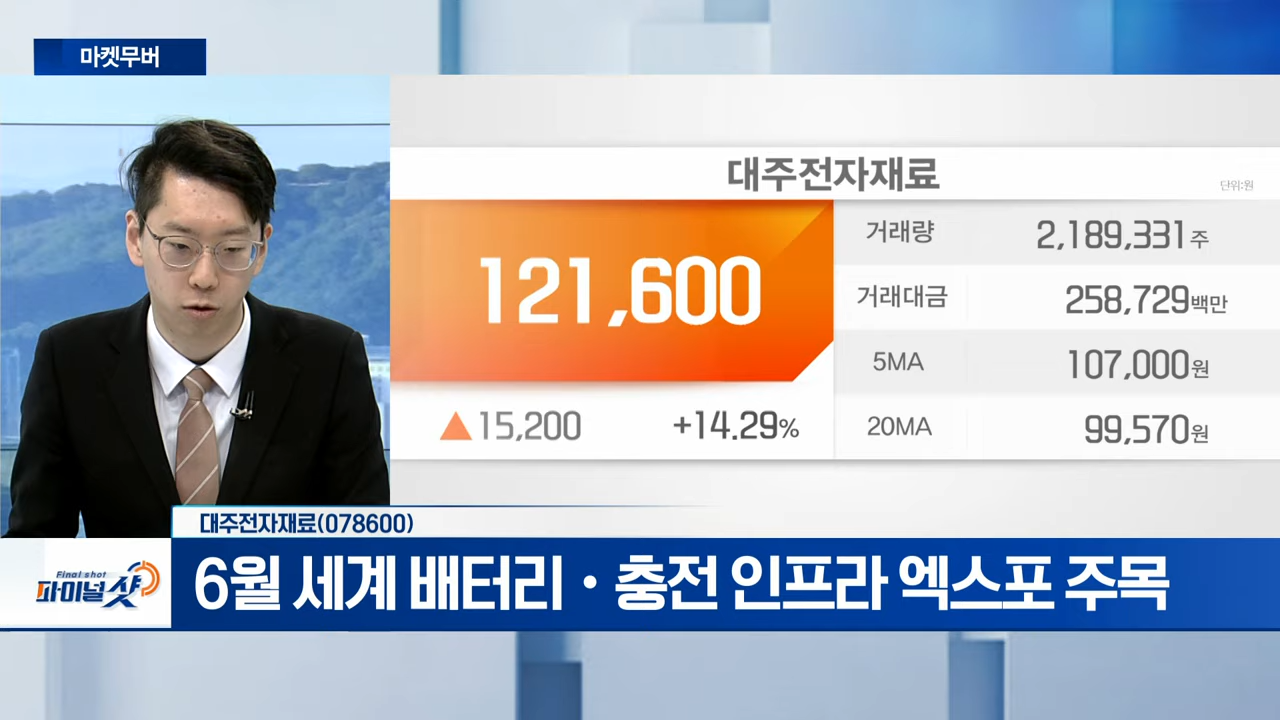 마켓무버
대주전자재료
단위:원
121,600
▲15,200 +14.29%
거래량 2,189,331주
거래대금 258,729백만
5MA 107,000원
20MA 99,570원
대주전자재료(078600)
Final shot
파이널샷
6월 세계 배터리·충전 인프라 엑스포 주목